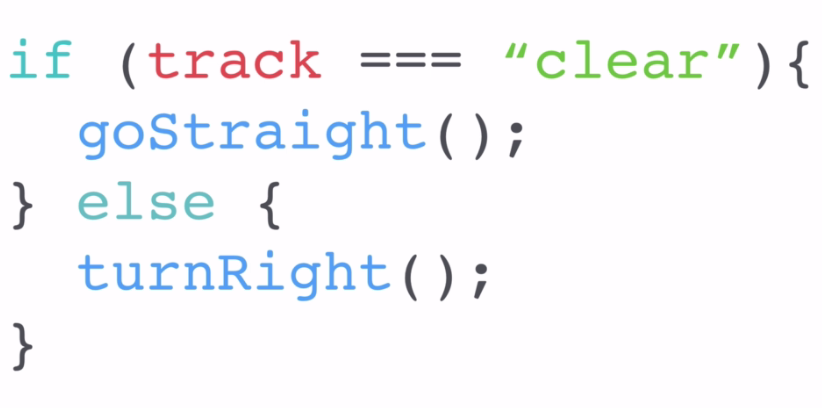 if (track === “clear”){
goStraight();
} else {
turnRight();
}